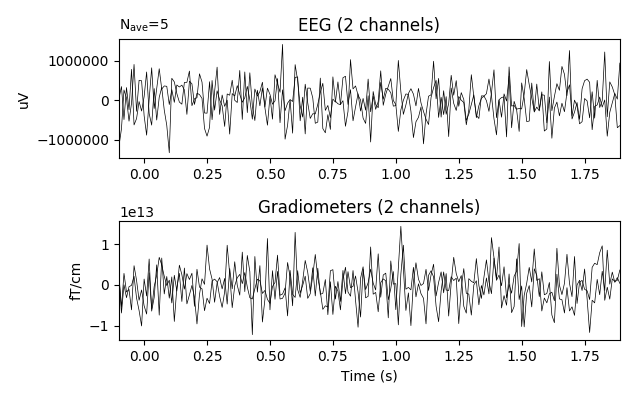 N_ave=5
EEG (2 channels)
1000000
0
−1000000
uV
0.00 0.25 0.50 0.75 1.00 1.25 1.50 1.75
1e13
Gradiometers (2 channels)
1
0
−1
fT/cm
0.00 0.25 0.50 0.75 1.00 1.25 1.50 1.75
Time (s)